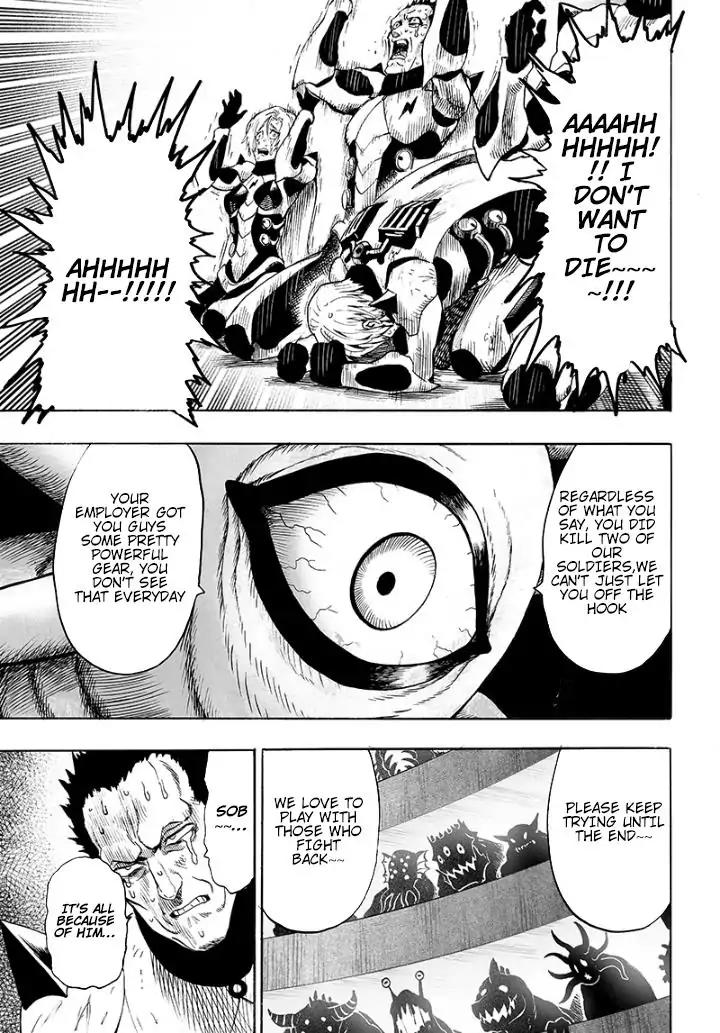 AAAAHH
HHHHH!
!! I
DON'T
WANT
TO
DIE~~~
~!!!
AHHHHH
HH--!!!!!
REGARDLESS
OF WHAT YOU
SAY, YOU DID
KILL TWO OF
OUR
SOLDIERS,WE
CAN'T JUST LET
YOU OFF THE
HOOK
YOUR
EMPLOYER GOT
YOU GUYS
SOME PRETTY
POWERFUL
GEAR, YOU
DON'T SEE
THAT EVERYDAY
PLEASE KEEP
TRYING UNTIL
THE END~~
WE LOVE TO
PLAY WITH
THOSE WHO
FIGHT
BACK~~
SOB
~~...
IT'S ALL
BECAUSE
OF HIM...